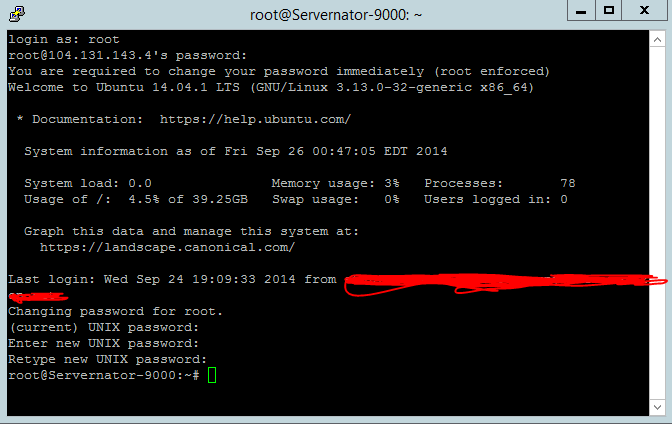 root@Servernator-9000: ~
login as: root
root@104.131.143.4's password:
You are required to change your password immediately (root enforced)
Welcome to Ubuntu 14.04.1 LTS (GNU/Linux 3.13.0-32-generic x86_64)
* Documentation:  https://help.ubuntu.com/
System information as of Fri Sep 26 00:47:05 EDT 2014
System load: 0.0 Memory usage: 3% Processes: 78
Usage of /: 4.5% of 39.25GB Swap usage: 0% Users logged in: 0
Graph this data and manage this system at:
https://landscape.canonical.com/
Last login: Wed Sep 24 19:09:33 2014 from
Changing password for root.
(current) UNIX password:
Enter new UNIX password:
Retype new UNIX password:
root@Servernator-9000:~#